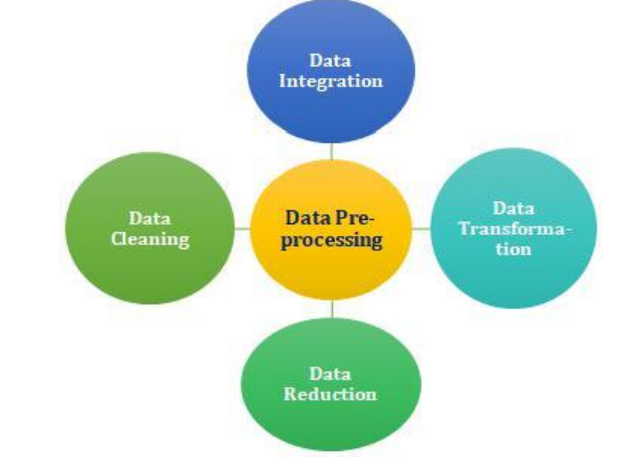 Data
Integration
Data
Cleaning
Data Pre-
processing
Data
Transforma-
tion
Data
Reduction